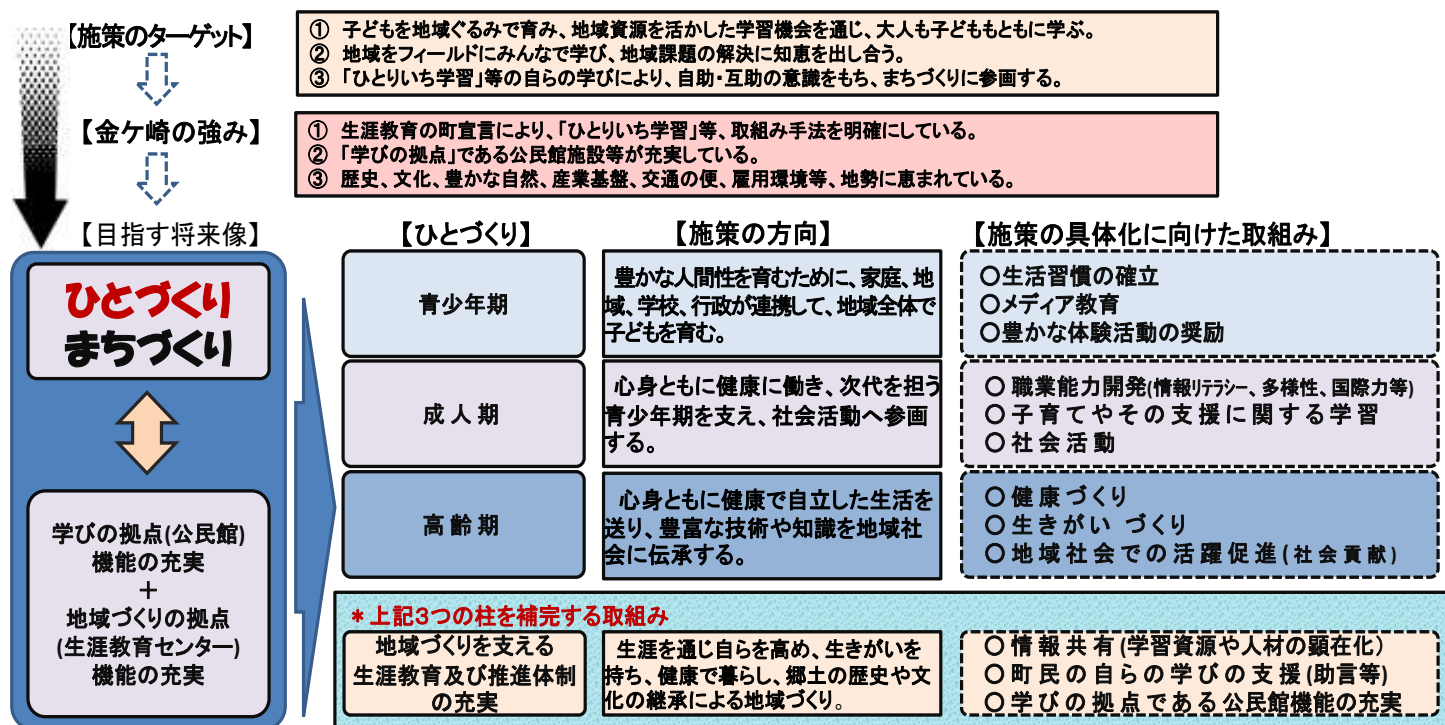 【施策のターゲット】
① 子どもを地域ぐるみで育み、地域資源を活かした学習機会を通じ、大人も子どももともに学ぶ。
② 地域をフィールドにみんなで学び、地域課題の解決に知恵を出し合う。
③ 「ひとりいち学習」等の自らの学びにより、自助・互助の意識をもち、まちづくりに参画する。
【金ケ崎の強み】
① 生涯教育の町宣言により、「ひとりいち学習」等、取組み手法を明確にしている。
② 「学びの拠点」である公民館施設等が充実している。
③ 歴史、文化、豊かな自然、産業基盤、交通の便、雇用環境等、地勢に恵まれている。
【目指す将来像】
ひとづくり
まちづくり
学びの拠点(公民館)
機能の充実
+
地域づくりの拠点
(生涯教育センター)
機能の充実
【ひとづくり】
【施策の方向】
【施策の具体化に向けた取組み】
青少年期
豊かな人間性を育むために、家庭、地
域、学校、行政が連携して、地域全体で
子どもを育む。
〇生活習慣の確立
〇メディア教育
〇豊かな体験活動の奨励
成人期
心身ともに健康に働き、次代を担う
青少年期を支え、社会活動へ参画
する。
〇職業能力開発(情報リテラシー、多様性、国際力等)
〇子育てやその支援に関する学習
〇社会活動
高齢期
心身ともに健康で自立した生活を
送り、豊富な技術や知識を地域社
会に伝承する。
〇健康づくり
〇生きがい づくり
〇地域社会での活躍促進(社会貢献)
*上記3つの柱を補完する取組み
地域づくりを支える
生涯教育及び推進体制
の充実
生涯を通じ自らを高め、生きがいを
持ち、健康で暮らし、郷土の歴史や文
化の継承による地域づくり。
〇情報共有(学習資源や人材の顕在化)
〇町民の自らの学びの支援(助言等)
〇学びの拠点である公民館機能の充実